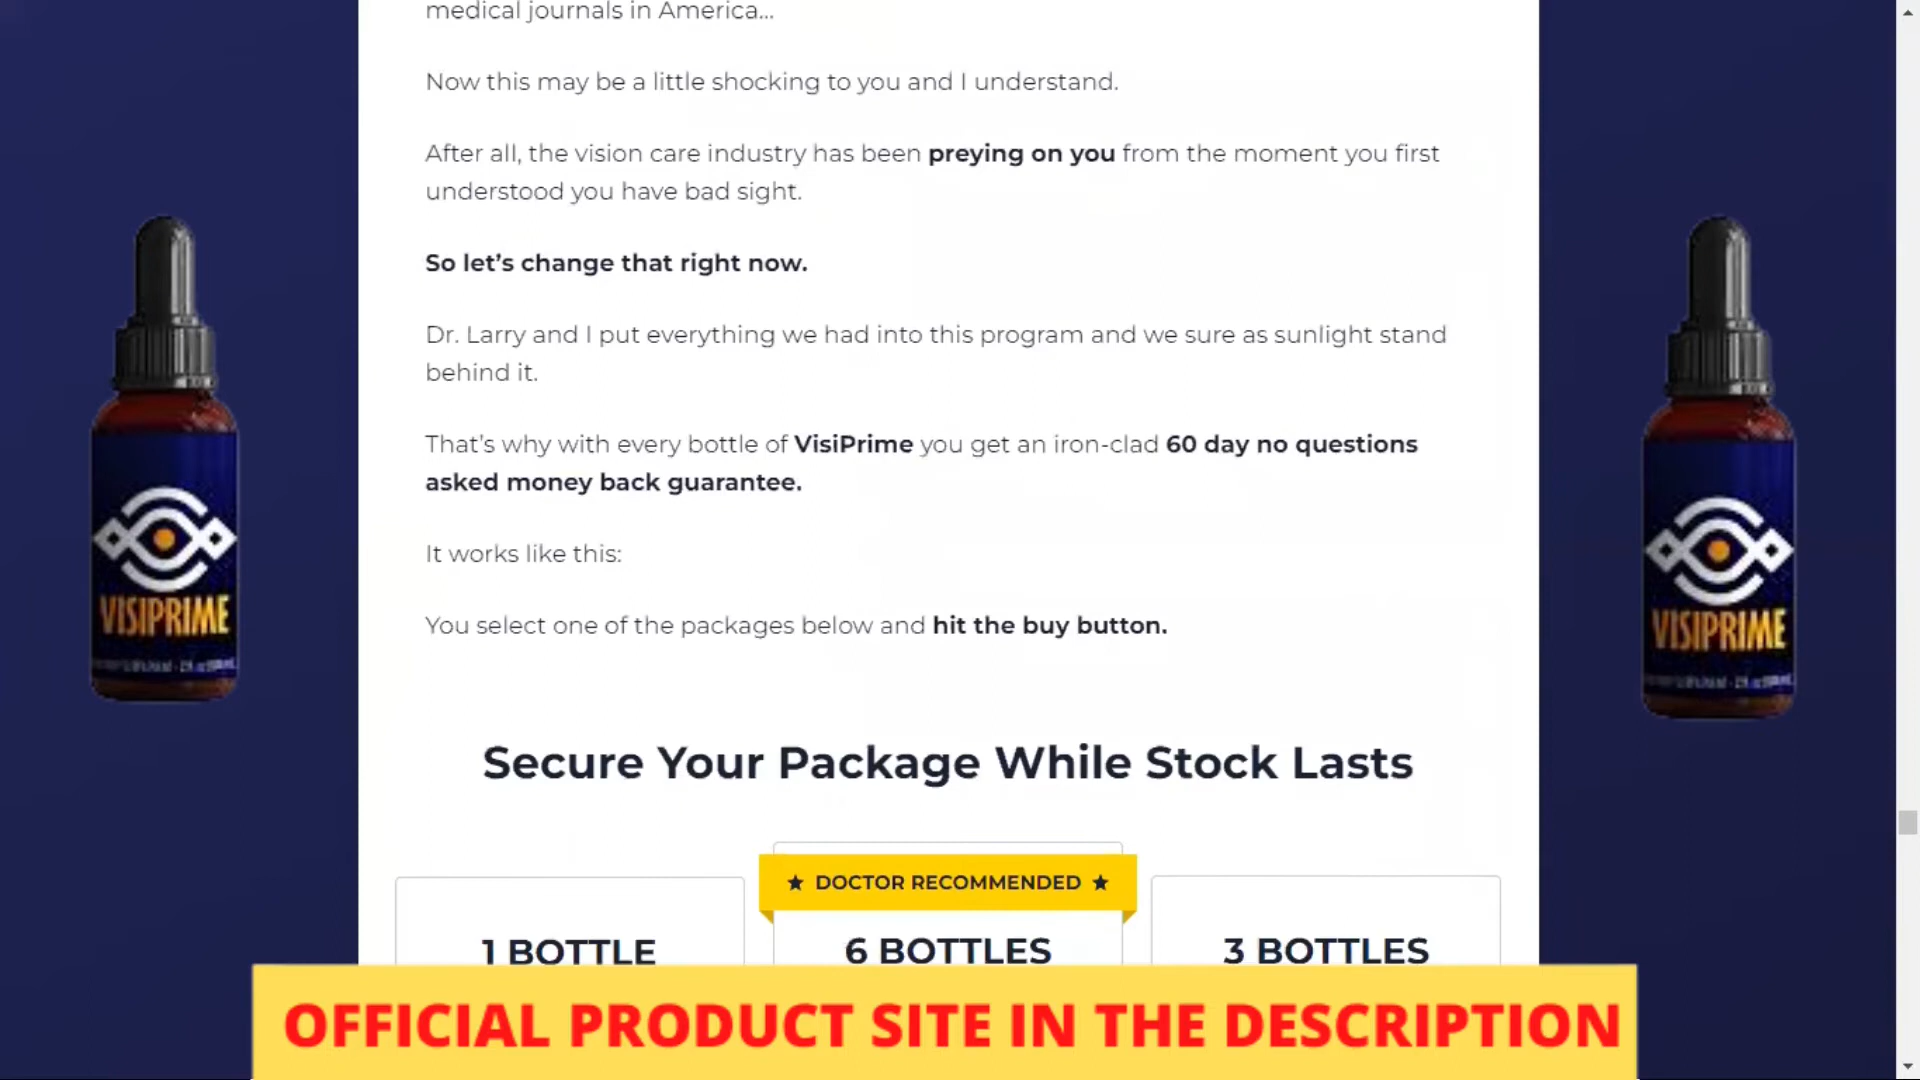 medical journals in America...
Now this may be a little shocking to you and I understand.
After all, the vision care industry has been preying on you from the moment you first
understood you have bad sight.
So let’s change that right now.
Dr. Larry and I put everything we had into this program and we sure as sunlight stand
behind it.
That’s why with every bottle of VisiPrime you get an iron-clad 60 day no questions
asked money back guarantee.
It works like this:
You select one of the packages below and hit the buy button.
VISIPRIME
VISIPRIME
Secure Your Package While Stock Lasts
★ DOCTOR RECOMMENDED ★
1 BOTTLE
6 BOTTLES
3 BOTTLES
OFFICIAL PRODUCT SITE IN THE DESCRIPTION